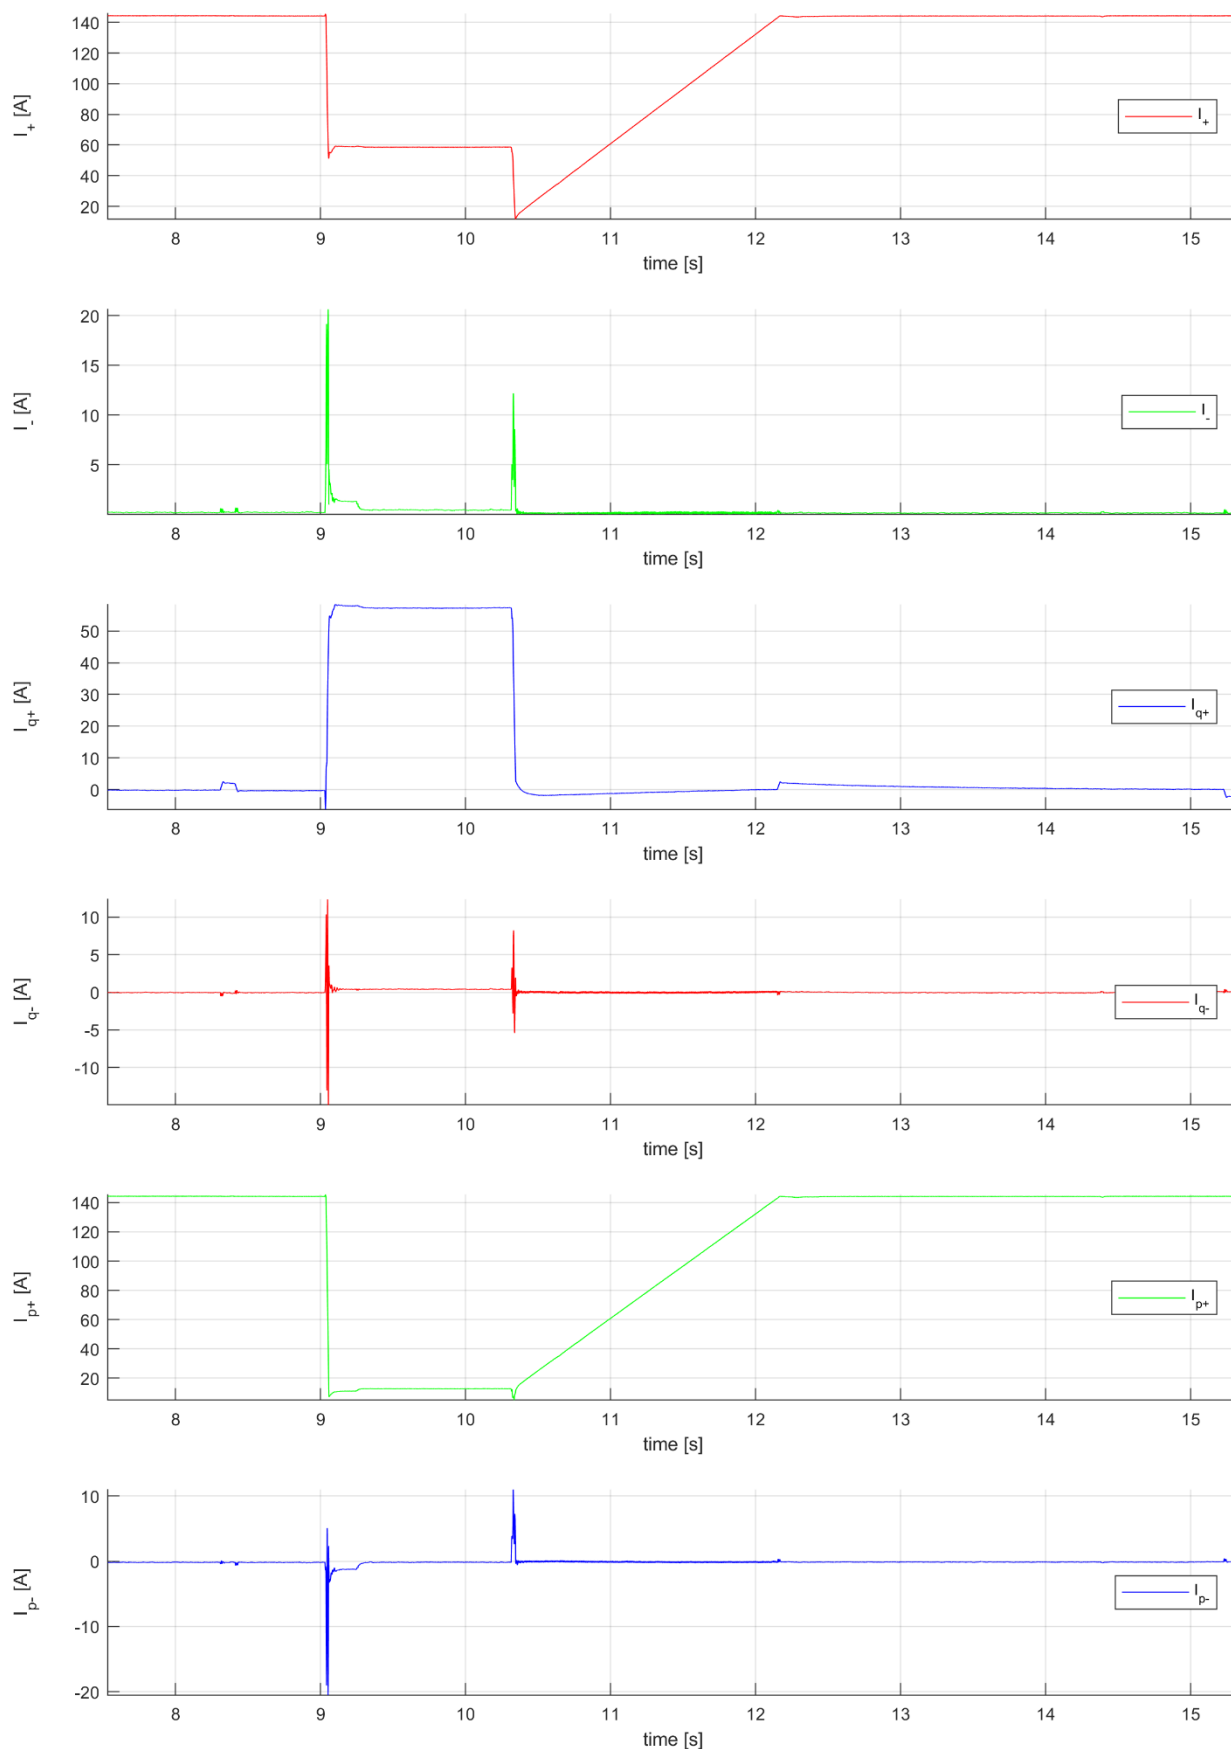 I+ [A]
140
120
100
80
60
40
20
I+
8 9 10 11 12 13 14 15
time [s]
I- [A]
20
15
10
5
I-
8 9 10 11 12 13 14 15
time [s]
Iq+ [A]
50
40
30
20
10
0
Iq+
8 9 10 11 12 13 14 15
time [s]
Iq- [A]
10
5
0
-5
-10
Iq-
8 9 10 11 12 13 14 15
time [s]
Ip+ [A]
140
120
100
80
60
40
20
Ip+
8 9 10 11 12 13 14 15
time [s]
Ip- [A]
10
0
-10
-20
Ip-
8 9 10 11 12 13 14 15
time [s]